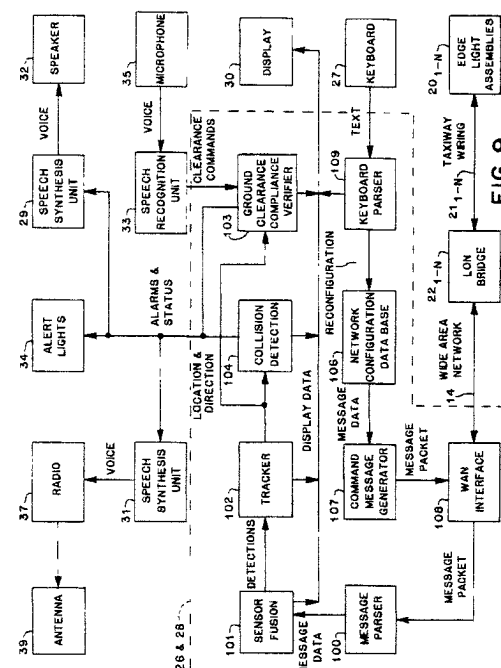 39
ANTENNA
37
RADIO
34
ALERT
LIGHTS
29
SPEECH
SYNTHESIS
UNIT
VOICE
32
SPEAKER
VOICE
31
SPEECH
SYNTHESIS
UNIT
ALARMS &
STATUS
33
SPEECH
RECOGNITION
UNIT
VOICE
35
MICROPHONE
26 & 28
LOCATION &
DIRECTION
CLEARANCE
COMMANDS
101
SENSOR
FUSION
DETECTIONS
102
TRACKER
104
COLLISION
DETECTION
103
GROUND
CLEARANCE
COMPLIANCE
VERIFIER
30
DISPLAY
DISPLAY DATA
MESSAGE
DATA
RECONFIGURATION
100
MESSAGE
PARSER
107
COMMAND
MESSAGE
GENERATOR
MESSAGE
DATA
106
NETWORK
CONFIGURATION
DATA BASE
109
KEYBOARD
PARSER
TEXT
27
KEYBOARD
MESSAGE
PACKET
MESSAGE
PACKET
108
WAN
INTERFACE
WIDE AREA
NETWORK
14
22 1-N
LON
BRIDGE
TAXIWAY
WIRING
21 1-N
20 1-N
EDGE
LIGHT
ASSEMBLIES
FIG. 9